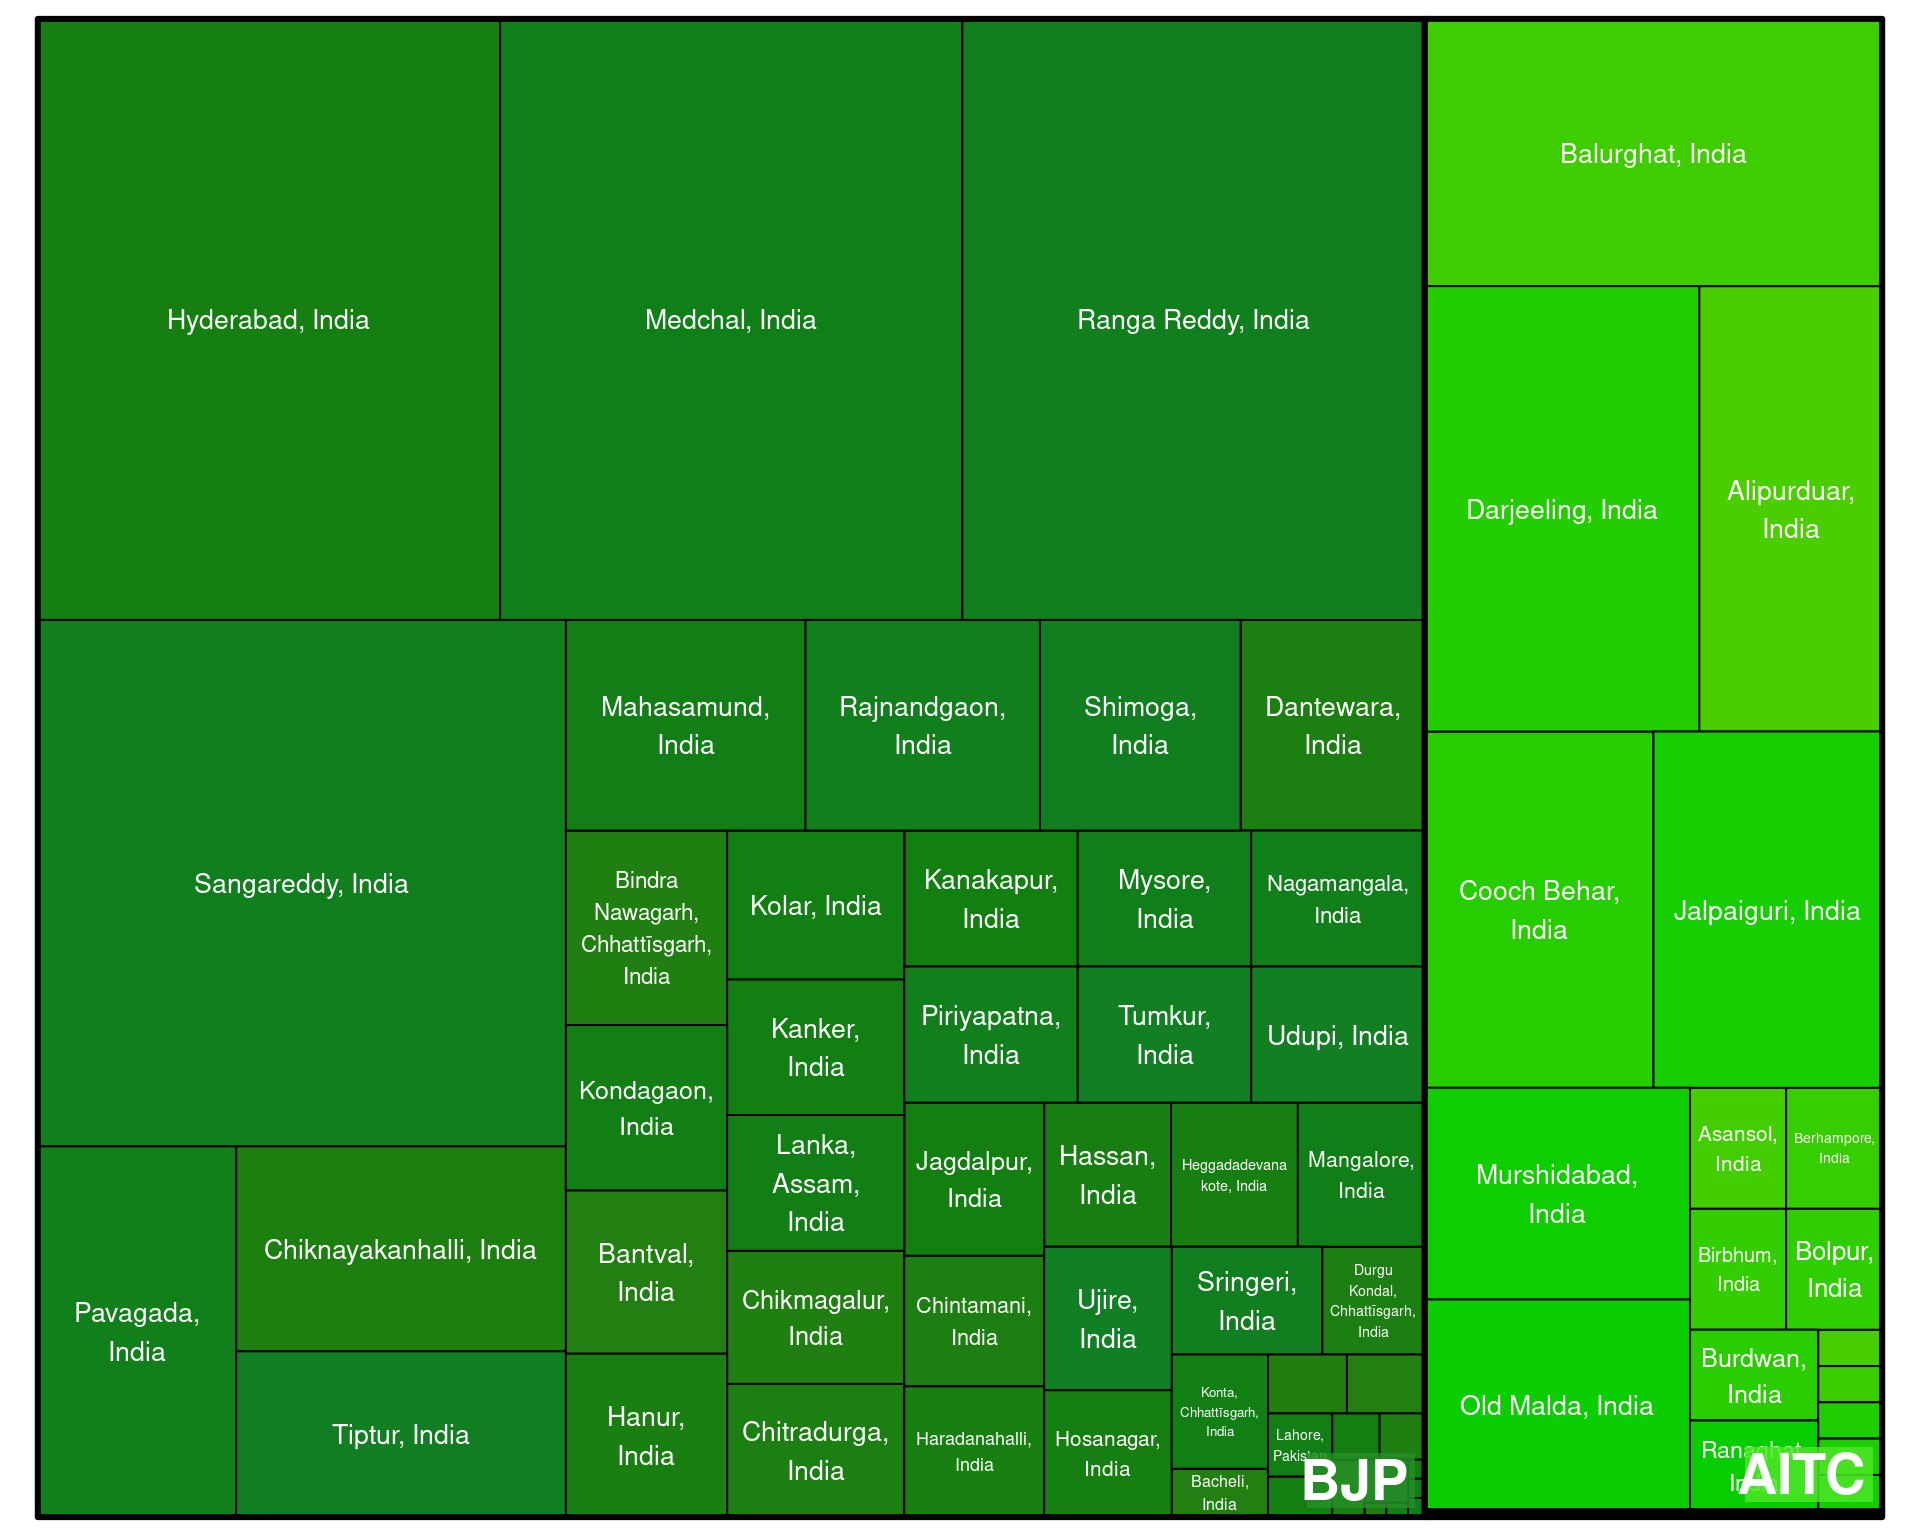 Hyderabad, India
Medchal, India
Ranga Reddy, India
Sangareddy, India
Mahasamund,
India
Rajnandgaon,
India
Shimoga,
India
Dantewara,
India
Bindra
Nawagarh,
Chhattīsgarh,
India
Kolar, India
Kanakapur,
India
Mysore,
India
Nagamangala,
India
Kanker,
India
Piriyapatna,
India
Tumkur,
India
Udupi, India
Kondagaon,
India
Lanka,
Assam,
India
Jagdalpur,
India
Hassan,
India
Heggadadevana
kote, India
Mangalore,
India
Pavagada,
India
Chiknayakanhalli, India
Tiptur, India
Bantval,
India
Hanur,
India
Chikmagalur,
India
Chitradurga,
India
Chintamani,
India
Haradanahalli,
India
Ujire,
India
Hosanagar,
India
Sringeri,
India
Durgu
Kondal,
Chhattīsgarh,
India
Konta,
Chhattīsgarh,
India
Bacheli,
India
Lahore,
Pakistan
BJP
Balurghat, India
Darjeeling, India
Alipurduar,
India
Cooch Behar,
India
Jalpaiguri, India
Murshidabad,
India
Old Malda, India
Asansol,
India
Berhampore,
India
Birbhum,
India
Bolpur,
India
Burdwan,
India
Ranaghat,
India
AITC